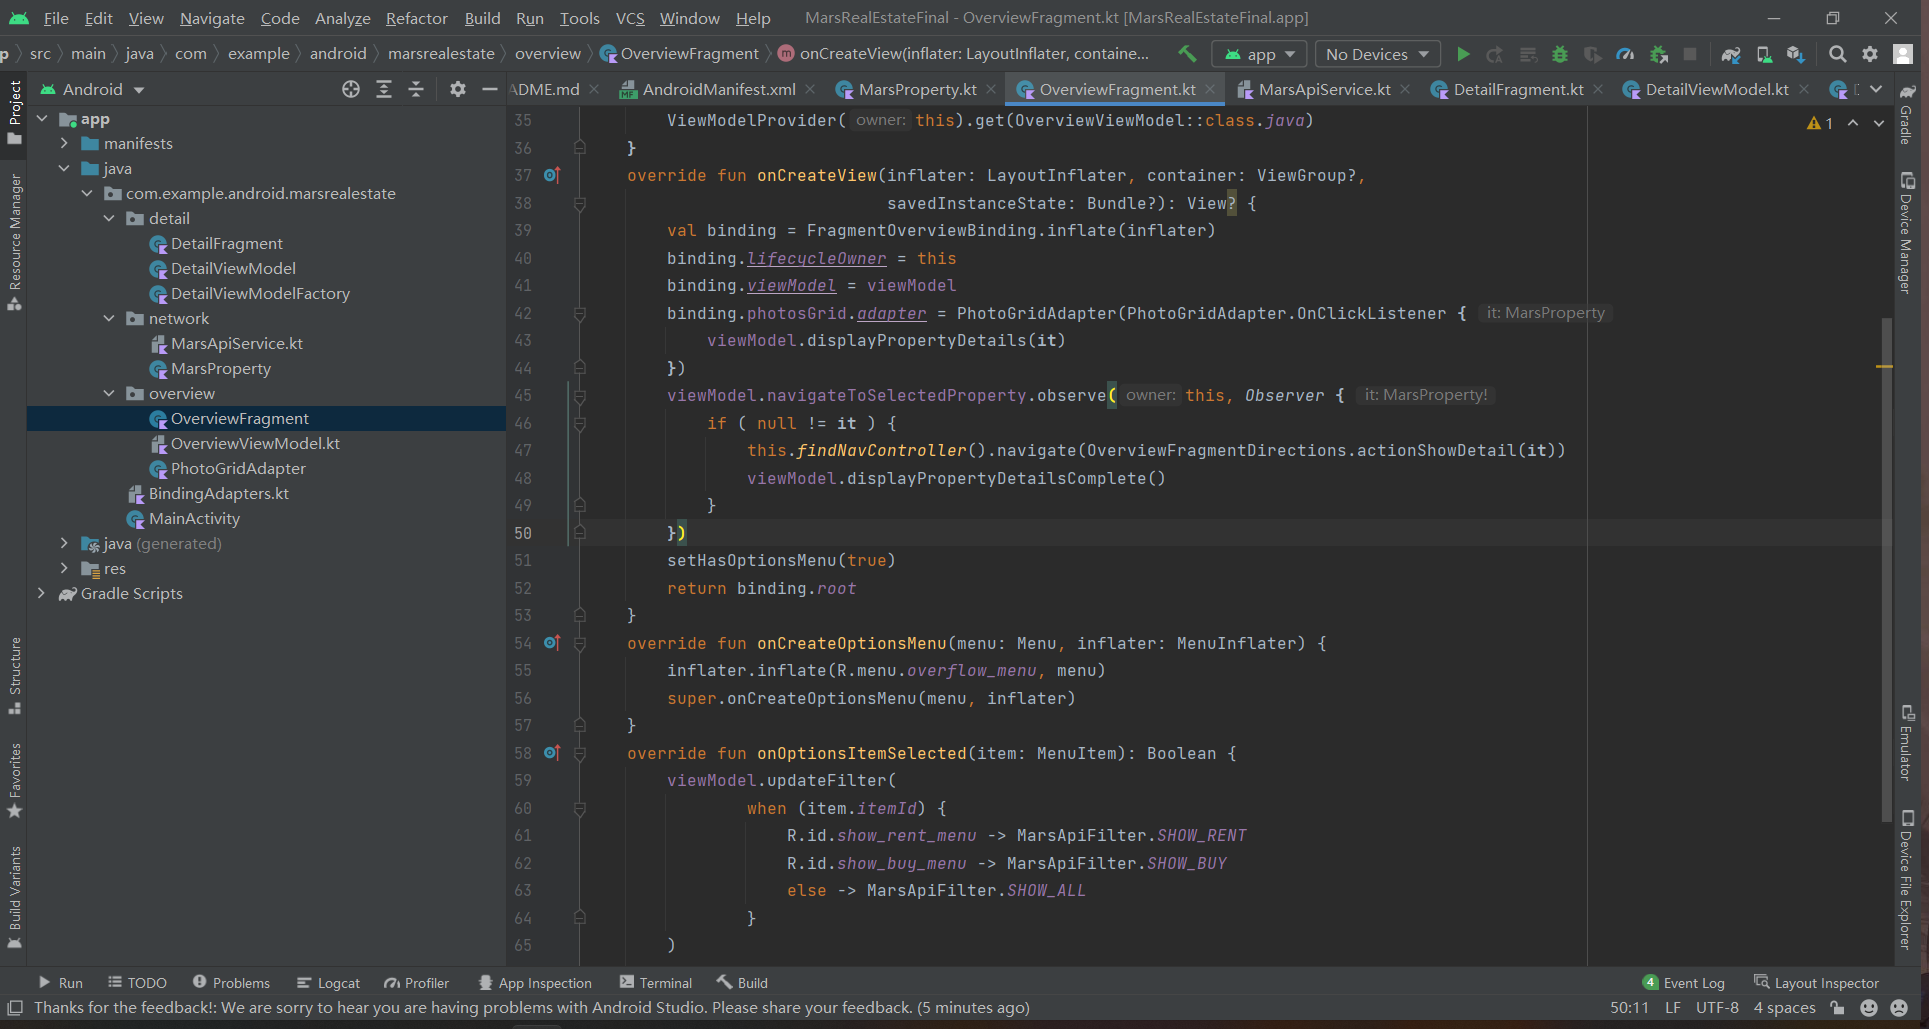 File Edit View Navigate Code Analyze Refactor Build Run Tools VCS Window Help MarsRealEstateFinal - OverviewFragment.kt [MarsRealEstateFinal.app]
p src main java com example android marsrealestate overview OverviewFragment m onCreateView(inflater: LayoutInflater, containe... app No Devices
Android
ADME.md AndroidManifest.xml MarsProperty.kt OverviewFragment.kt MarsApiService.kt DetailFragment.kt DetailViewModel.kt
Project
Resource Manager
Structure
Favorites
Build Variants
app
manifests
java
com.example.android.marsrealestate
detail
DetailFragment
DetailViewModel
DetailViewModelFactory
network
MarsApiService.kt
MarsProperty
overview
OverviewFragment
OverviewViewModel.kt
PhotoGridAdapter
BindingAdapters.kt
MainActivity
java (generated)
res
Gradle Scripts
1
35 ViewModelProvider( owner: this).get(OverviewViewModel::class.java)
36 }
37 override fun onCreateView(inflater: LayoutInflater, container: ViewGroup?,
38 savedInstanceState: Bundle?): View? {
39 val binding = FragmentOverviewBinding.inflate(inflater)
40 binding.lifecycleOwner = this
41 binding.viewModel = viewModel
42 binding.photosGrid.adapter = PhotoGridAdapter(PhotoGridAdapter.OnClickListener { it: MarsProperty
43 viewModel.displayPropertyDetails(it)
44 })
45 viewModel.navigateToSelectedProperty.observe( owner: this, Observer { it: MarsProperty!
46 if ( null != it ) {
47 this.findNavController().navigate(OverviewFragmentDirections.actionShowDetail(it))
48 viewModel.displayPropertyDetailsComplete()
49 }
50 })
51 setHasOptionsMenu(true)
52 return binding.root
53 }
54 override fun onCreateOptionsMenu(menu: Menu, inflater: MenuInflater) {
55 inflater.inflate(R.menu.overflow_menu, menu)
56 super.onCreateOptionsMenu(menu, inflater)
57 }
58 override fun onOptionsItemSelected(item: MenuItem): Boolean {
59 viewModel.updateFilter(
60 when (item.itemId) {
61 R.id.show_rent_menu -> MarsApiFilter.SHOW_RENT
62 R.id.show_buy_menu -> MarsApiFilter.SHOW_BUY
63 else -> MarsApiFilter.SHOW_ALL
64 }
65 )
Gradle
Device Manager
Emulator
Device File Explorer
Run TODO Problems Logcat Profiler App Inspection Terminal Build 4 Event Log Layout Inspector
Thanks for the feedback!: We are sorry to hear you are having problems with Android Studio. Please share your feedback. (5 minutes ago) 50:11 LF UTF-8 4 spaces